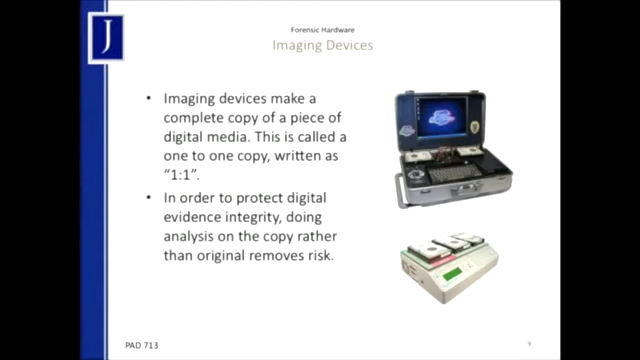 J
Forensic Hardware
Imaging Devices
• Imaging devices make a
complete copy of a piece of
digital media. This is called a
one to one copy, written as
“1:1”.
• In order to protect digital
evidence integrity, doing
analysis on the copy rather
than original removes risk.
PAD 713
9